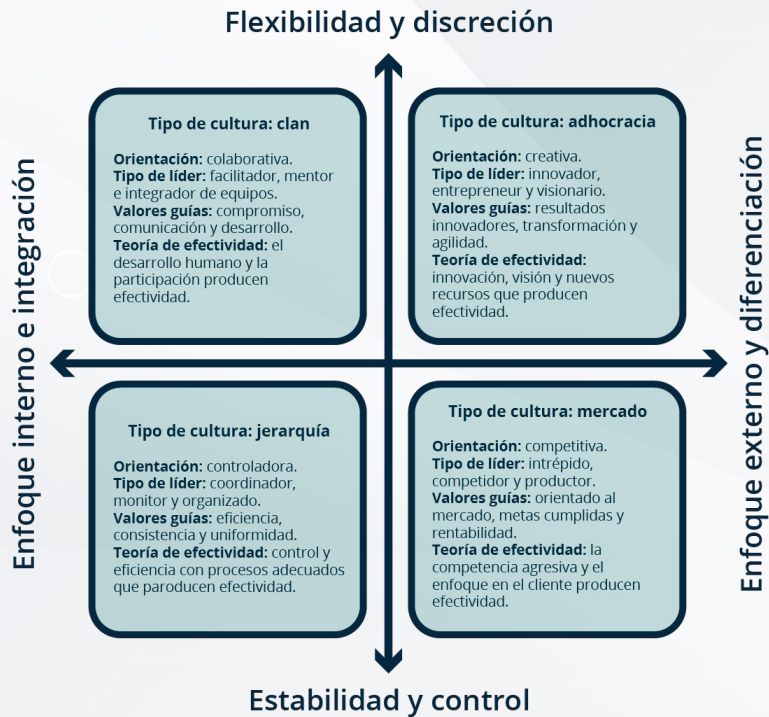 Flexibilidad y discreción
Enfoque interno e integración
Tipo de cultura: clan
Orientación: colaborativa.
Tipo de líder: facilitador, mentor
e integrador de equipos.
Valores guías: compromiso,
comunicación y desarrollo.
Teoría de efectividad: el
desarrollo humano y la
participación producen
efectividad.
Tipo de cultura: adhocracia
Orientación: creativa.
Tipo de líder: innovador,
entrepreneur y visionario.
Valores guías: resultados
innovadores, transformación y
agilidad.
Teoría de efectividad:
innovación, visión y nuevos
recursos que producen
efectividad.
Tipo de cultura: jerarquía
Orientación: controladora.
Tipo de líder: coordinador,
monitor y organizado.
Valores guías: eficiencia,
consistencia y uniformidad.
Teoría de efectividad: control y
eficiencia con procesos adecuados
que paroducen efectividad.
Tipo de cultura: mercado
Orientación: competitiva.
Tipo de líder: intrépido,
competidor y productor.
Valores guías: orientado al
mercado, metas cumplidas y
rentabilidad.
Teoría de efectividad: la
competencia agresiva y el
enfoque en el cliente producen
efectividad.
Enfoque externo y diferenciación
Estabilidad y control